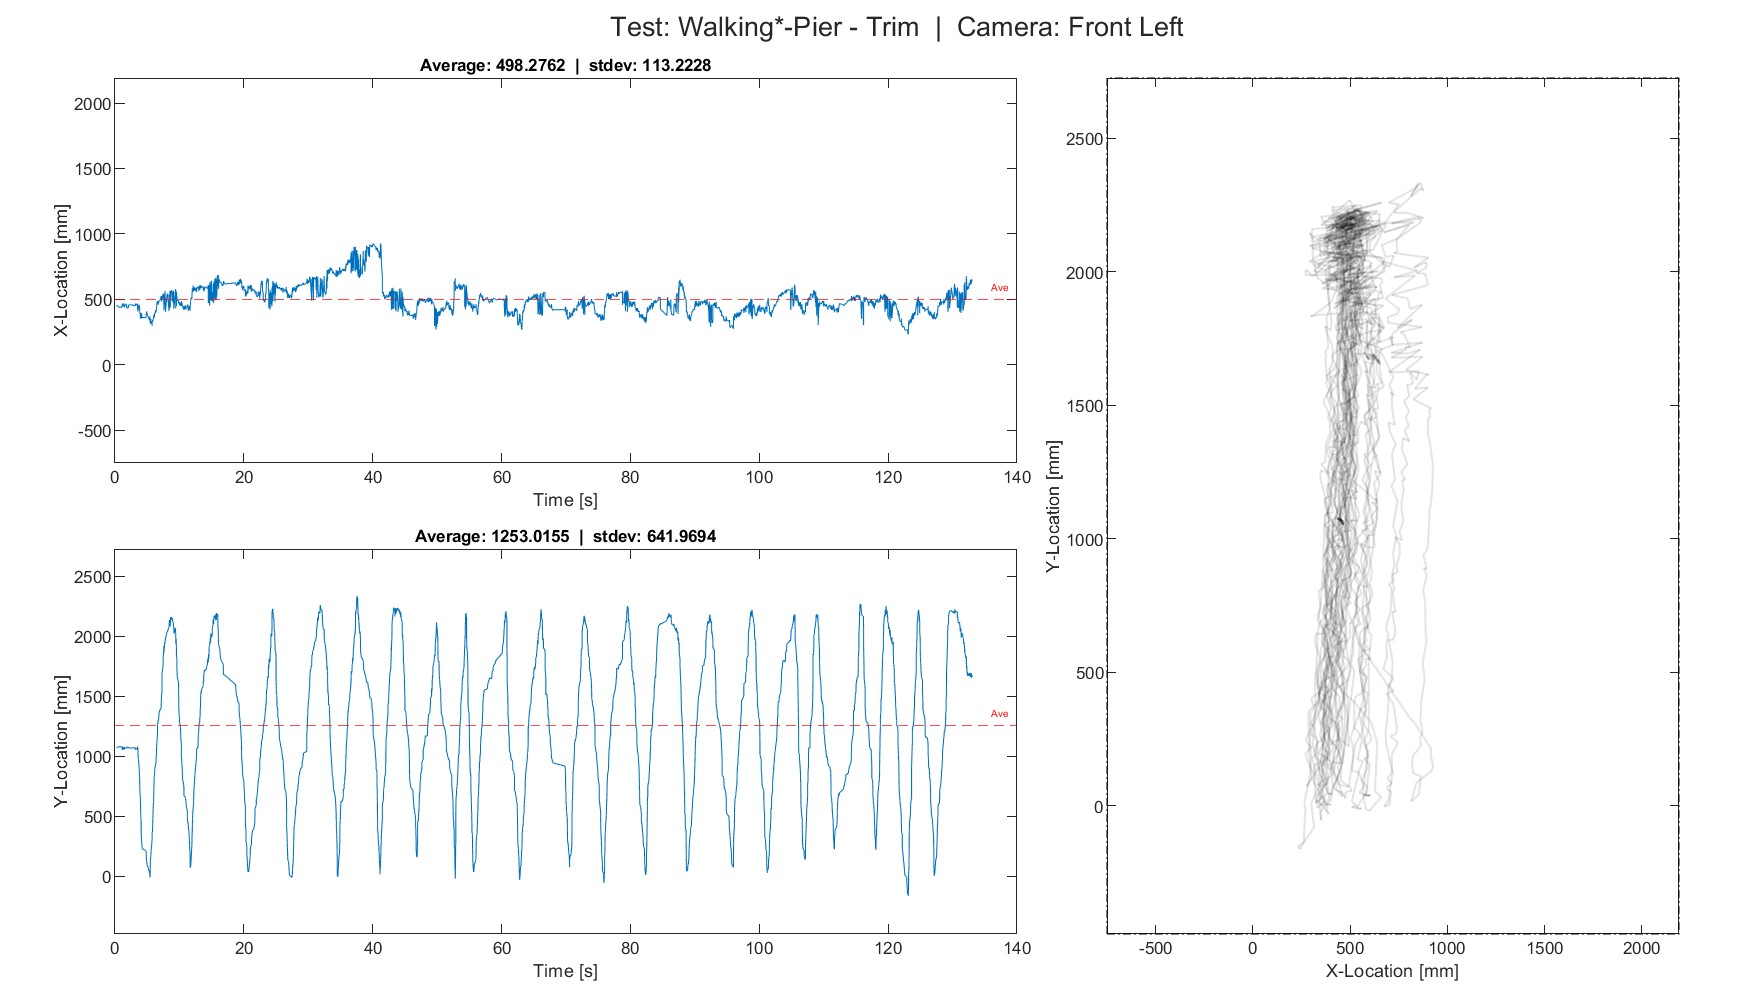 Test: Walking*-Pier - Trim | Camera: Front Left
Average: 498.2762 | stdev: 113.2228
2000
1500
1000
500
0
-500
X-Location [mm]
Ave
0 20 40 60 80 100 120 140
Time [s]
Average: 1253.0155 | stdev: 641.9694
2500
2000
1500
1000
500
0
Y-Location [mm]
Ave
0 20 40 60 80 100 120 140
Time [s]
2500
2000
1500
1000
500
0
Y-Location [mm]
-500 0 500 1000 1500 2000
X-Location [mm]